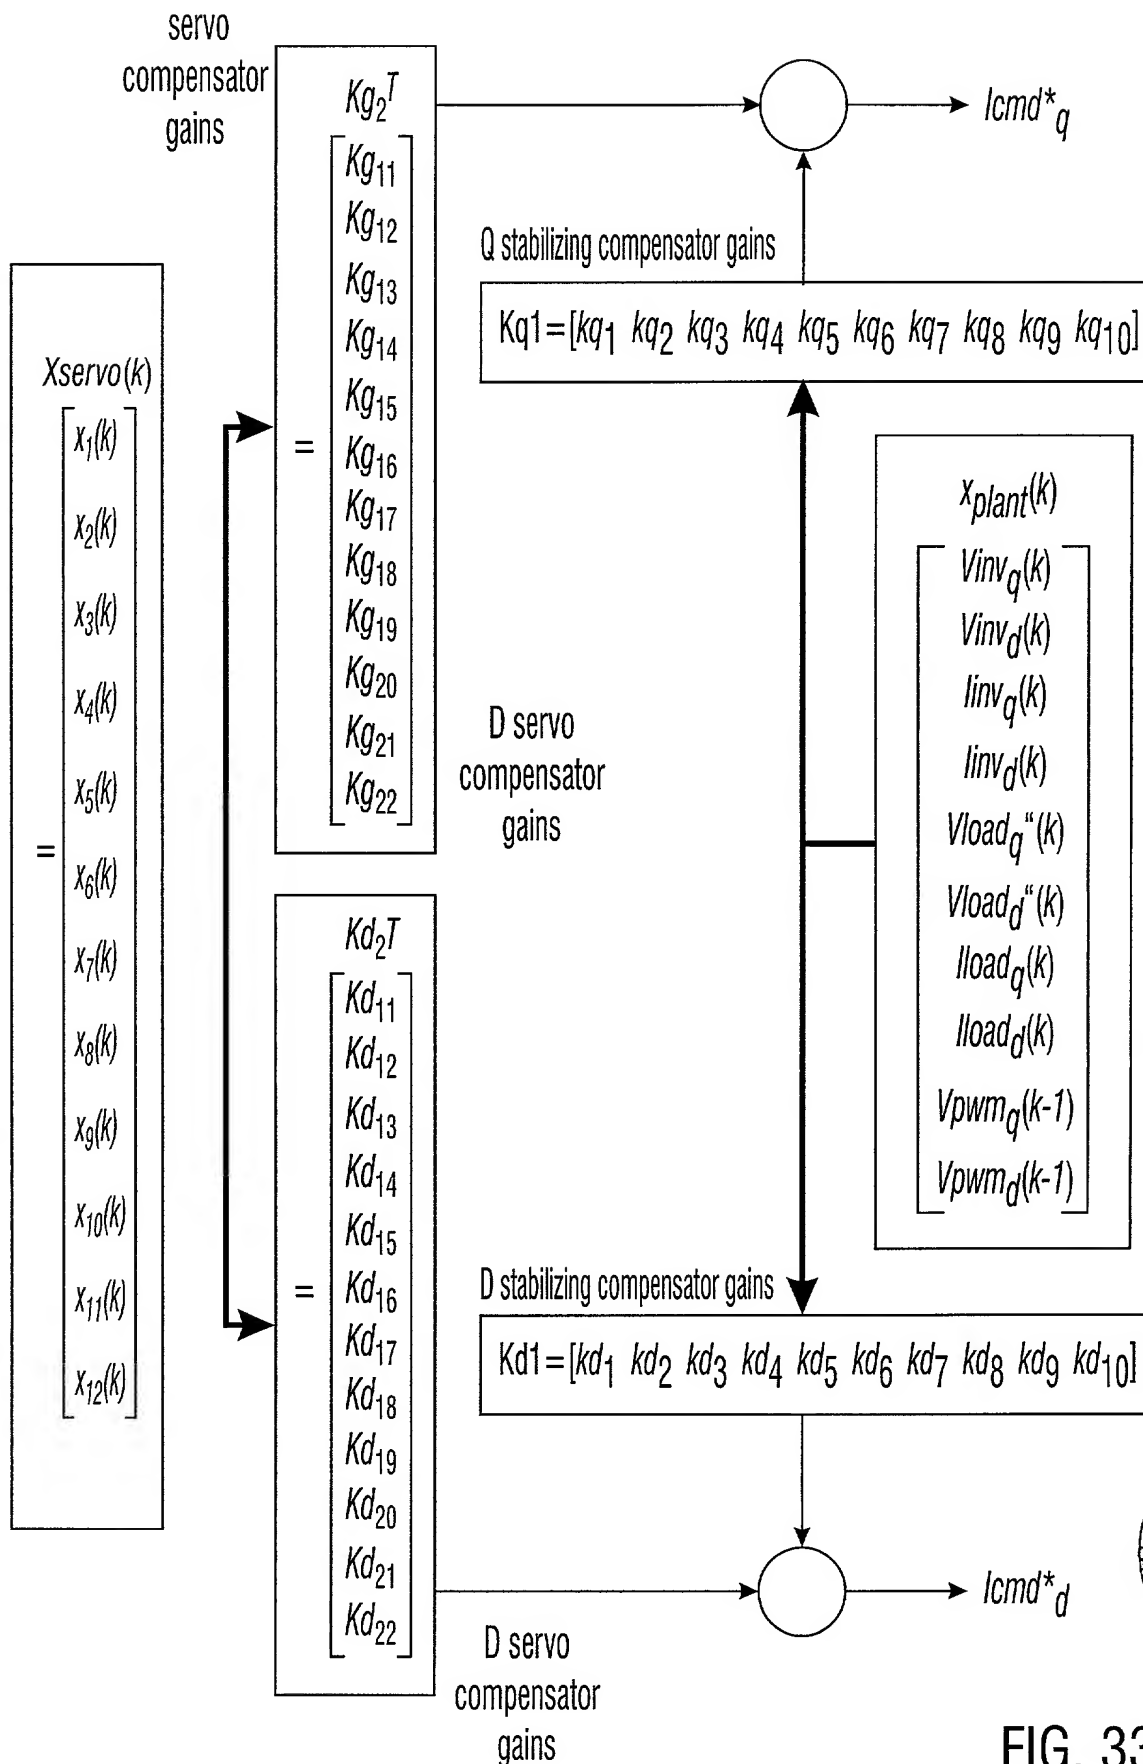 servo
compensator
gains
Kg₂T
Kg₁₁
Kg₁₂
Kg₁₃
Kg₁₄
Kg₁₅
=
Kg₁₆
Kg₁₇
Kg₁₈
Kg₁₉
Kg₂₀
Kg₂₁
Kg₂₂
Icmd*q
Q stabilizing compensator gains
Kq1=[kq₁ kq₂ kq₃ kq₄ kq₅ kq₆ kq₇ kq₈ kq₉ kq₁₀]
Xservo(k)
x₁(k)
x₂(k)
x₃(k)
x₄(k)
x₅(k)
=
x₆(k)
x₇(k)
x₈(k)
x₉(k)
x₁₀(k)
x₁₁(k)
x₁₂(k)
D servo
compensator
gains
xplant(k)
Vinvq(k)
Vinvd(k)
Iinvq(k)
Iinvd(k)
Vloadq“(k)
Vloadd“(k)
Iloadq(k)
Iloadd(k)
Vpwmq(k-1)
Vpwmd(k-1)
Kd₂T
Kd₁₁
Kd₁₂
Kd₁₃
Kd₁₄
Kd₁₅
=
Kd₁₆
Kd₁₇
Kd₁₈
Kd₁₉
Kd₂₀
Kd₂₁
Kd₂₂
D stabilizing compensator gains
Kd1=[kd₁ kd₂ kd₃ kd₄ kd₅ kd₆ kd₇ kd₈ kd₉ kd₁₀]
Icmd*d
D servo
compensator
gains
FIG. 33